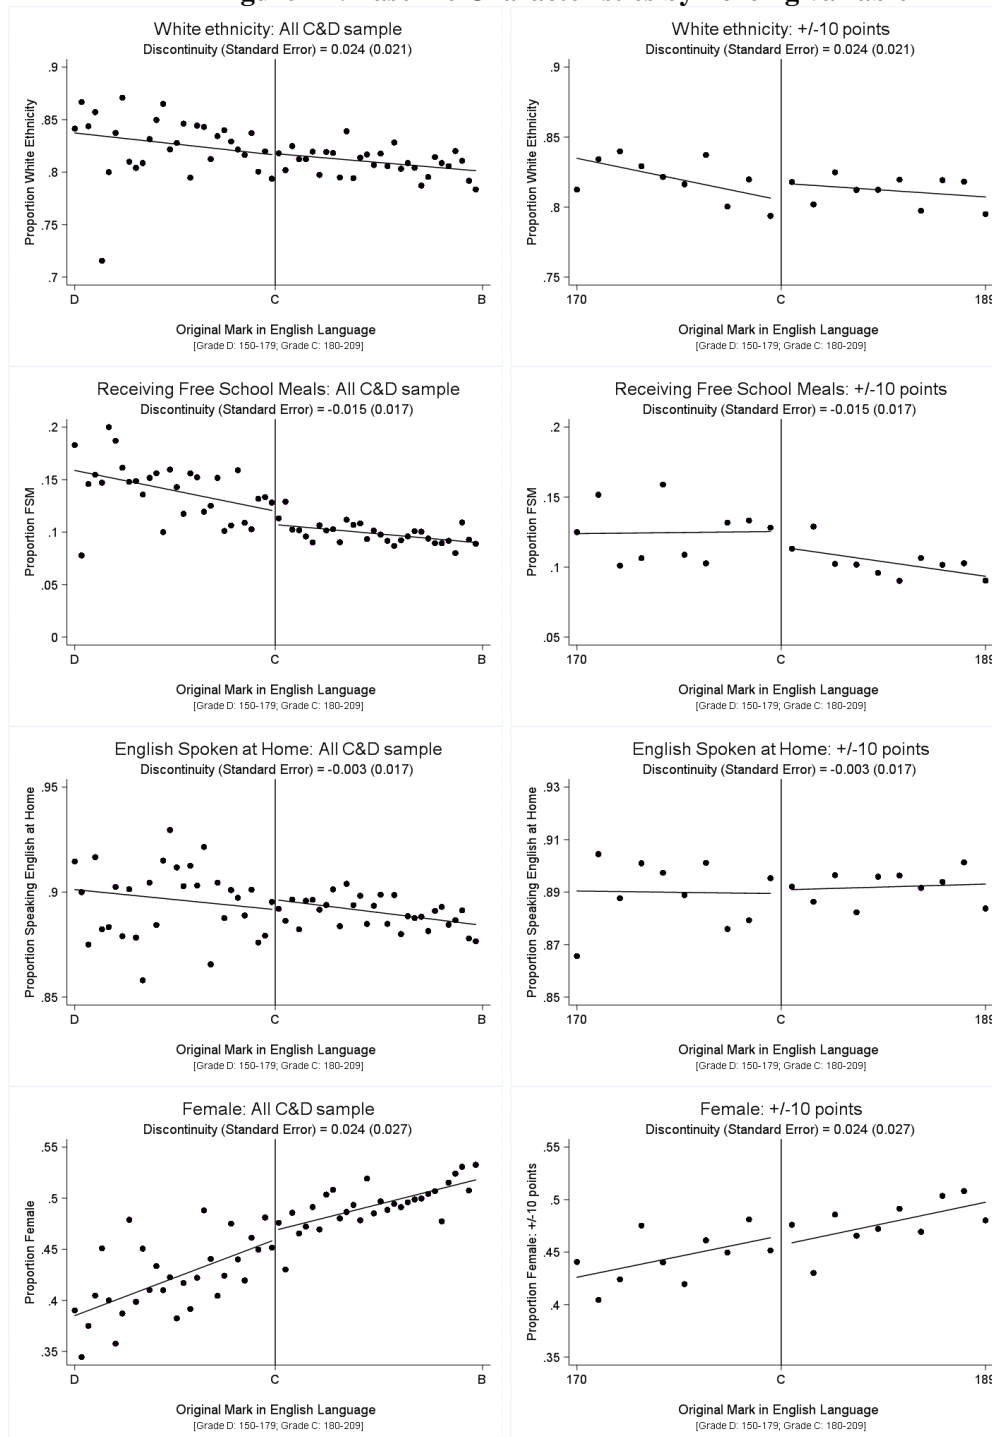 White ethnicity: All C&D sample
Discontinuity (Standard Error) = 0.024 (0.021)
Proportion White Ethnicity
.9
.85
.8
.75
.7
D
C
B
Original Mark in English Language
[Grade D: 150-179; Grade C: 180-209]
White ethnicity: +/-10 points
Discontinuity (Standard Error) = 0.024 (0.021)
Proportion White Ethnicity
.9
.85
.8
.75
170
C
189
Original Mark in English Language
[Grade D: 150-179; Grade C: 180-209]
Receiving Free School Meals: All C&D sample
Discontinuity (Standard Error) = -0.015 (0.017)
Proportion FSM
.2
.15
.1
.05
0
D
C
B
Original Mark in English Language
[Grade D: 150-179; Grade C: 180-209]
Receiving Free School Meals: +/-10 points
Discontinuity (Standard Error) = -0.015 (0.017)
Proportion FSM
.2
.15
.1
.05
170
C
189
Original Mark in English Language
[Grade D: 150-179; Grade C: 180-209]
English Spoken at Home: All C&D sample
Discontinuity (Standard Error) = -0.003 (0.017)
Proportion Speaking English at Home
.95
.9
.85
D
C
B
Original Mark in English Language
[Grade D: 150-179; Grade C: 180-209]
English Spoken at Home: +/-10 points
Discontinuity (Standard Error) = -0.003 (0.017)
Proportion Speaking English at Home
.93
.91
.89
.87
.85
170
C
189
Original Mark in English Language
[Grade D: 150-179; Grade C: 180-209]
Female: All C&D sample
Discontinuity (Standard Error) = 0.024 (0.027)
Proportion Female
.55
.5
.45
.4
.35
D
C
B
Original Mark in English Language
[Grade D: 150-179; Grade C: 180-209]
Female: +/-10 points
Discontinuity (Standard Error) = 0.024 (0.027)
Proportion Female: +/-10 points
.55
.5
.45
.4
.35
170
C
189
Original Mark in English Language
[Grade D: 150-179; Grade C: 180-209]